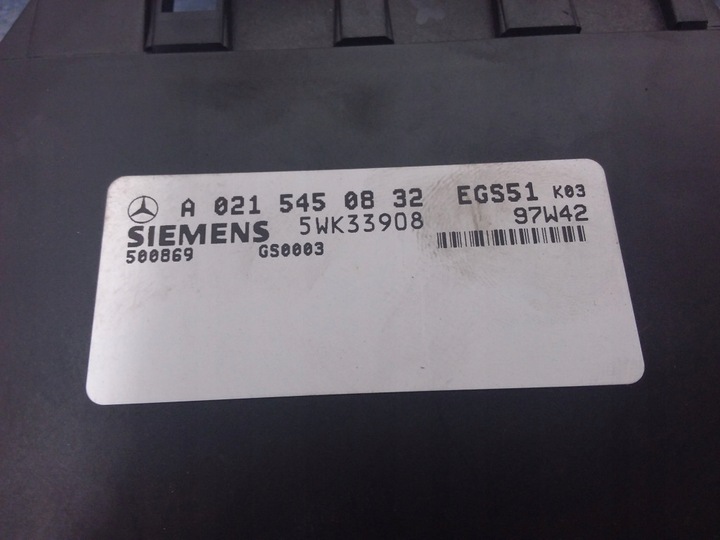 A 021 545 08 32 EGS51 K03
SIEMENS 5WK33908 97W42
500869 GS0003